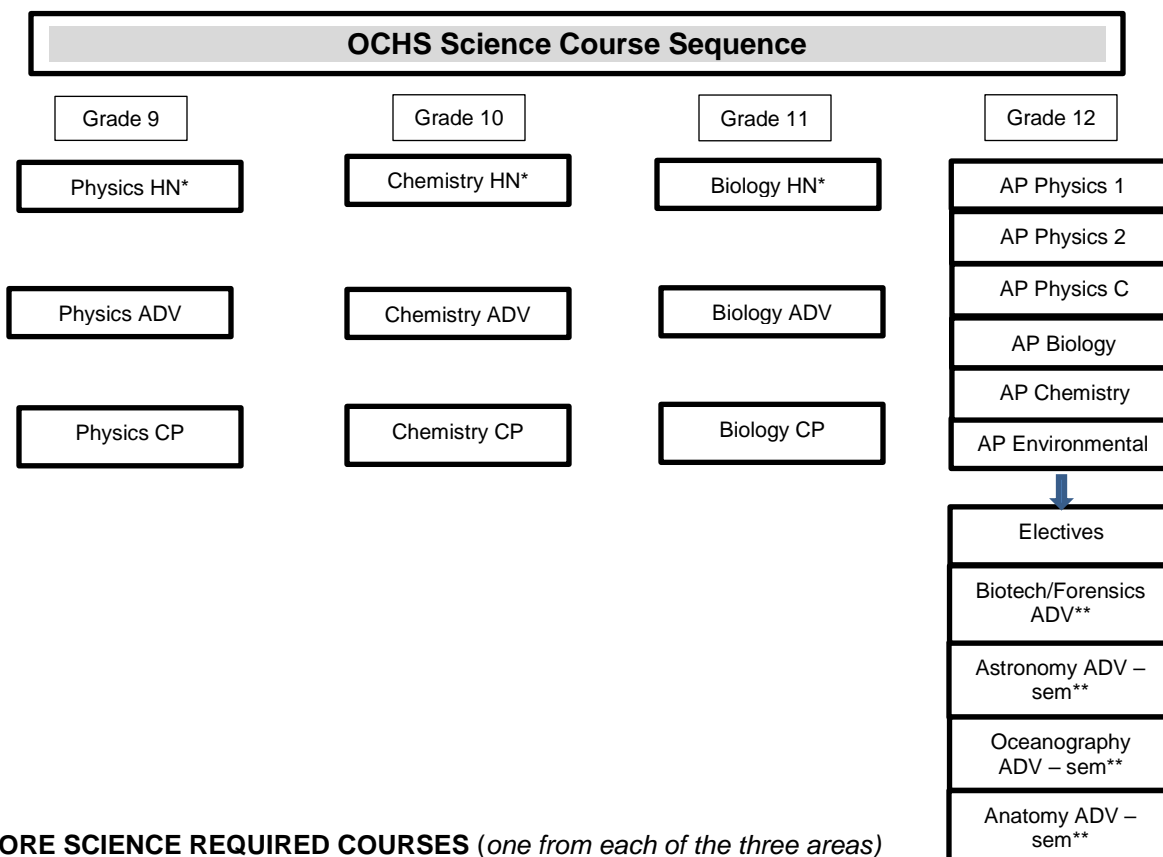 OCHS Science Course Sequence
Grade 9
Grade 10
Grade 11
Grade 12
Physics HN*
Chemistry HN*
Biology HN*
AP Physics 1
AP Physics 2
Physics ADV
Chemistry ADV
Biology ADV
AP Physics C
AP Biology
AP Chemistry
Physics CP
Chemistry CP
Biology CP
AP Environmental
Electives
Biotech/Forensics
ADV**
Astronomy ADV –
sem**
Oceanography
ADV – sem**
Anatomy ADV –
sem**
ORE SCIENCE REQUIRED COURSES (one from each of the three areas)